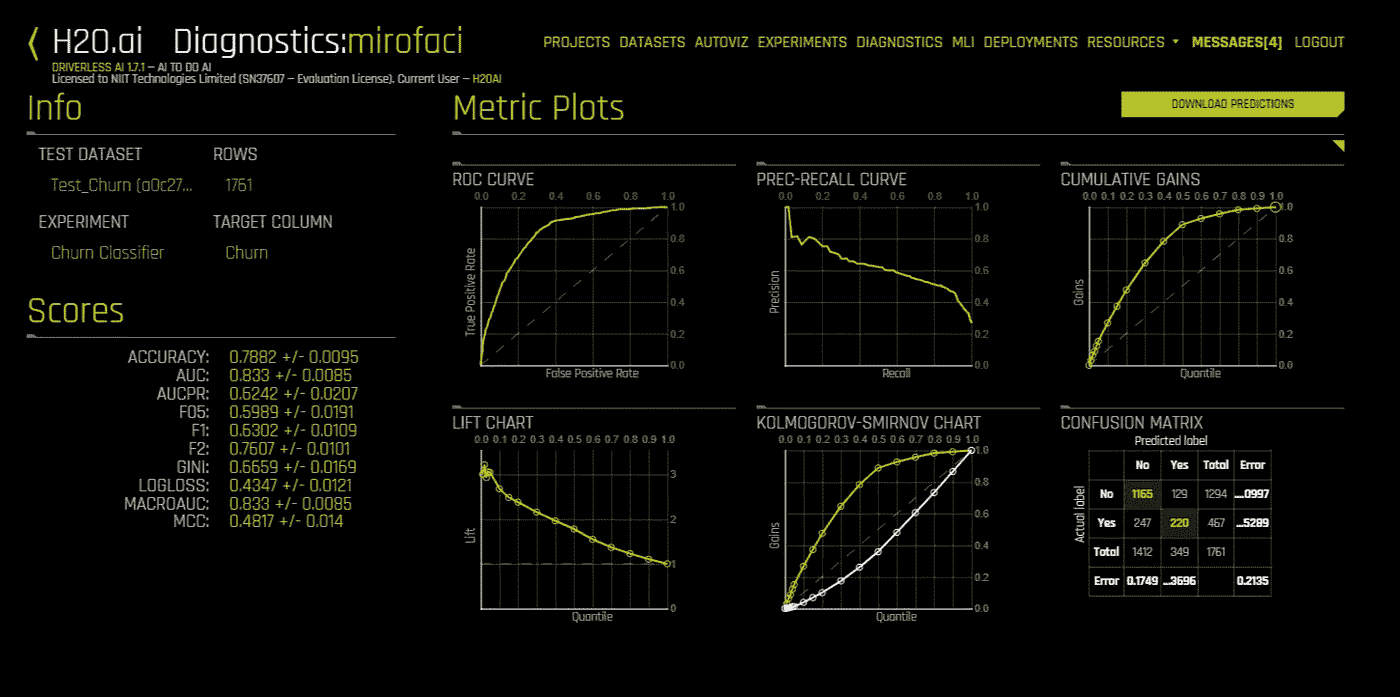 H2O.ai Diagnostics:mirofaci
PROJECTS DATASETS AUTOVIZ EXPERIMENTS DIAGNOSTICS MLI DEPLOYMENTS RESOURCES MESSAGES[4] LOGOUT
DRIVERLESS AI 1.7.1 – AI TO DO AI
Licensed to NIIT Technologies Limited (SN37607 – Evaluation License). Current User – H2OAI
Info
TEST DATASET ROWS
Test_Churn (a0c27... 1761
EXPERIMENT TARGET COLUMN
Churn Classifier Churn
Scores
ACCURACY: 0.7882 +/- 0.0095
AUC: 0.833 +/- 0.0085
AUCPR: 0.6242 +/- 0.0207
F05: 0.5989 +/- 0.0191
F1: 0.6302 +/- 0.0109
F2: 0.7607 +/- 0.0101
GINI: 0.6659 +/- 0.0169
LOGLOSS: 0.4347 +/- 0.0121
MACROAUC: 0.833 +/- 0.0085
MCC: 0.4817 +/- 0.014
Metric Plots
DOWNLOAD PREDICTIONS
ROC CURVE
0.0 0.2 0.4 0.6 0.8 1.0
1.0
0.8
0.6
0.4
0.2
0.0
True Positive Rate
False Positive Rate
PREC-RECALL CURVE
0.0 0.2 0.4 0.6 0.8 1.0
1.0
0.8
0.6
0.4
0.2
0.0
Precision
Recall
CUMULATIVE GAINS
0.0 0.1 0.2 0.3 0.4 0.5 0.6 0.7 0.8 0.9 1.0
1.0
0.8
0.6
0.4
0.2
0.0
Gains
Quantile
LIFT CHART
0.0 0.1 0.2 0.3 0.4 0.5 0.6 0.7 0.8 0.9 1.0
3
2
1
0
Lift
Quantile
KOLMOGOROV-SMIRNOV CHART
0.0 0.1 0.2 0.3 0.4 0.5 0.6 0.7 0.8 0.9 1.0
1.0
0.8
0.6
0.4
0.2
0.0
Gains
Quantile
CONFUSION MATRIX
Predicted label
Actual label
No Yes Total Error
No 1165 129 1294 ...0997
Yes 247 220 467 ...5289
Total 1412 349 1761
Error 0.1749 ...3696 0.2135